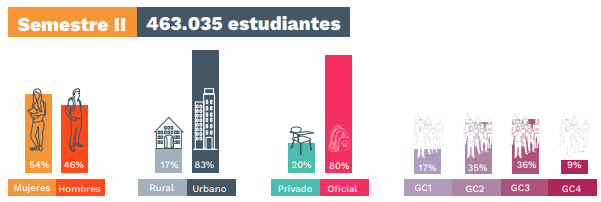 Semestre II 463.035 estudiantes
54% 46% 17% 83% 20% 80% 17% 35% 36% 9%
Mujeres Hombres Rural Urbano Privado Oficial GC1 GC2 GC3 GC4